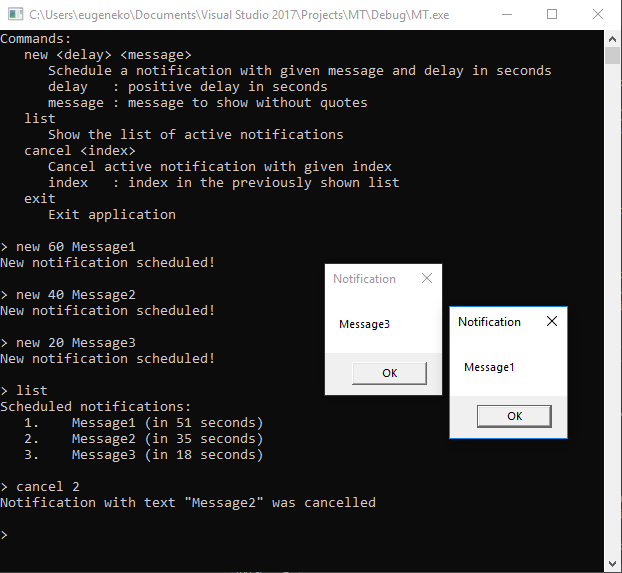 C:\Users\eugeneko\Documents\Visual Studio 2017\Projects\MT\Debug\MT.exe
Commands:
new <delay> <message>
Schedule a notification with given message and delay in seconds
delay : positive delay in seconds
message : message to show without quotes
list
Show the list of active notifications
cancel <index>
Cancel active notification with given index
index : index in the previously shown list
exit
Exit application
> new 60 Message1
New notification scheduled!
> new 40 Message2
New notification scheduled!
> new 20 Message3
New notification scheduled!
> list
Scheduled notifications:
1. Message1 (in 51 seconds)
2. Message2 (in 35 seconds)
3. Message3 (in 18 seconds)
> cancel 2
Notification with text "Message2" was cancelled
>
Notification
Message3
OK
Notification
Message1
OK